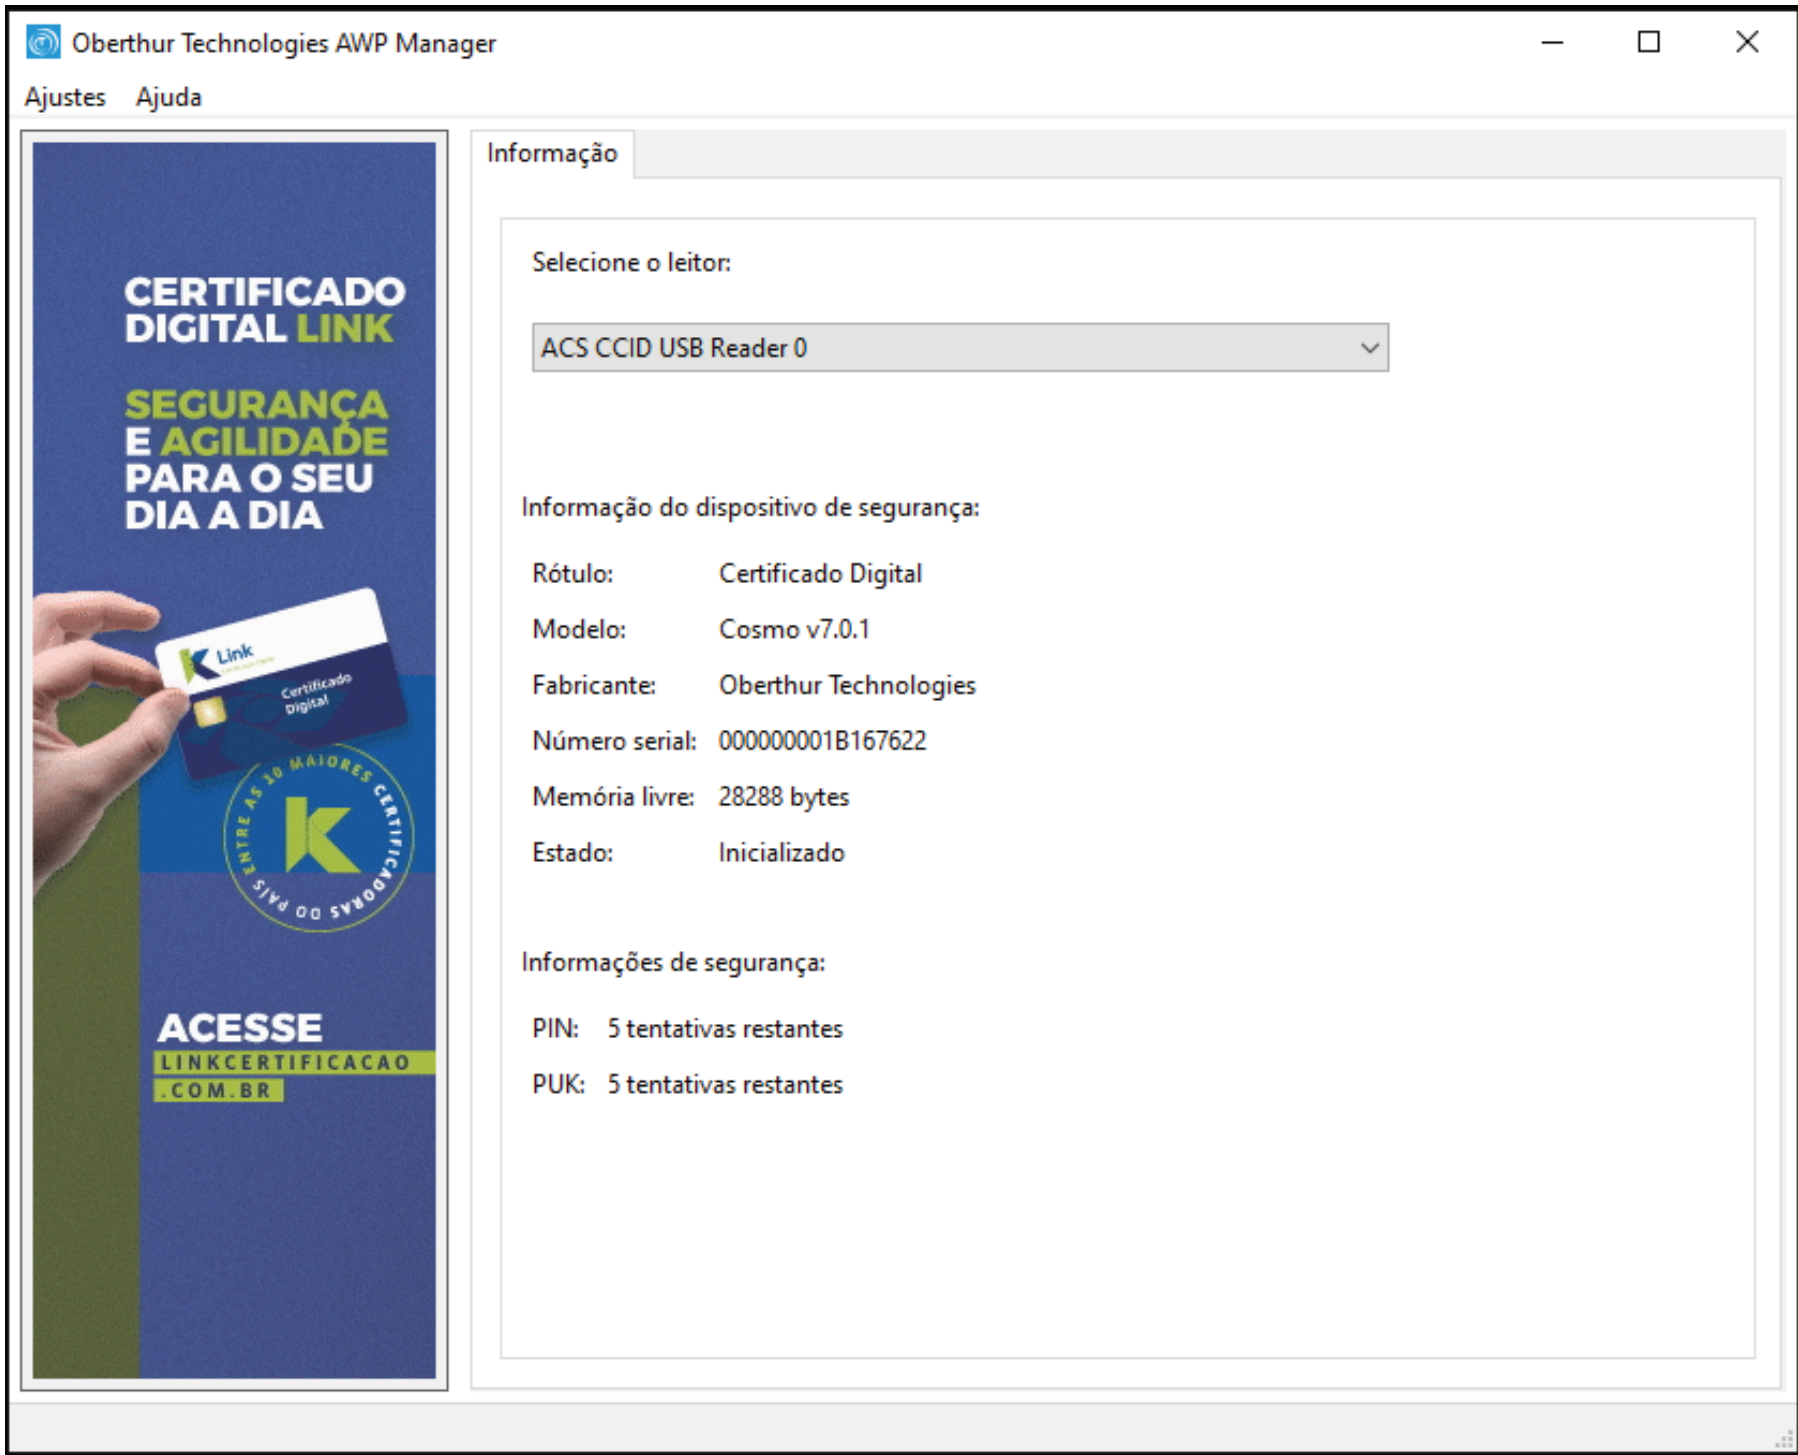 Oberthur Technologies AWP Manager
Ajustes Ajuda
CERTIFICADO
DIGITAL LINK
SEGURANÇA
E AGILIDADE
PARA O SEU
DIA A DIA
Link
Certificado
Digital
ENTRE AS 10 MAIORES CERTIFICADORAS DO PAÍS
ACESSE
LINKCERTIFICACAO
.COM.BR
Informação
Selecione o leitor:
ACS CCID USB Reader 0
Informação do dispositivo de segurança:
Rótulo: Certificado Digital
Modelo: Cosmo v7.0.1
Fabricante: Oberthur Technologies
Número serial: 000000001B167622
Memória livre: 28288 bytes
Estado: Inicializado
Informações de segurança:
PIN: 5 tentativas restantes
PUK: 5 tentativas restantes